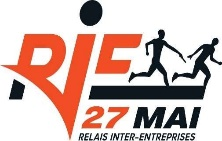 RIE
27 MAI
RELAIS INTER-ENTREPRISES